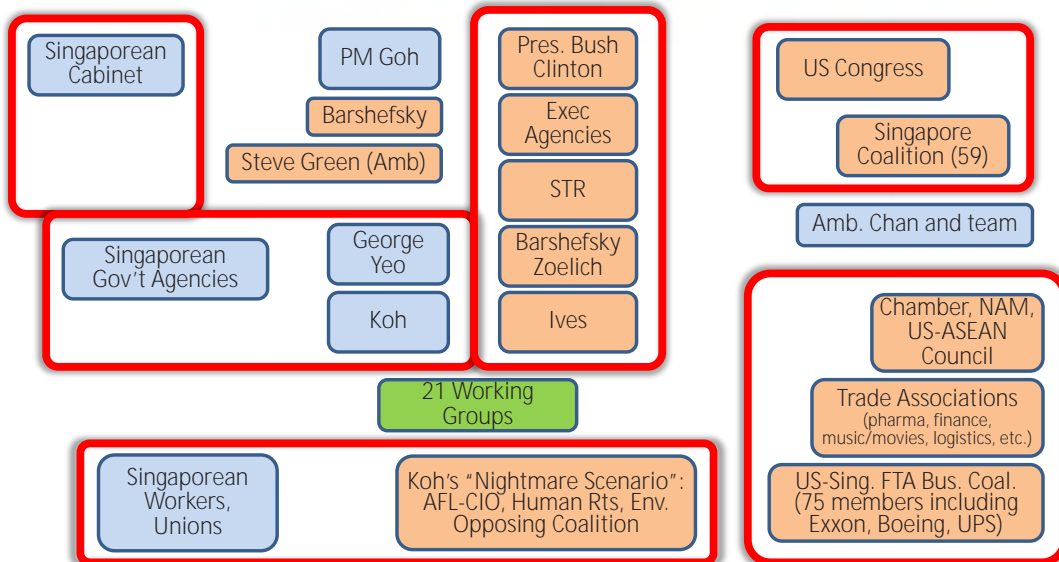 Singaporean
Cabinet
PM Goh
Barshefsky
Steve Green (Amb)
Pres. Bush
Clinton
Exec
Agencies
STR
Barshefsky
Zoelich
Ives
US Congress
Singapore
Coalition (59)
Amb. Chan and team
Singaporean
Gov't Agencies
George
Yeo
Koh
21 Working
Groups
Chamber, NAM,
US-ASEAN
Council
Trade Associations
(pharma, finance,
music/movies, logistics, etc.)
US-Sing. FTA Bus. Coal.
(75 members including
Exxon, Boeing, UPS)
Singaporean
Workers,
Unions
Koh's “Nightmare Scenario”:
AFL-CIO, Human Rts, Env.
Opposing Coalition